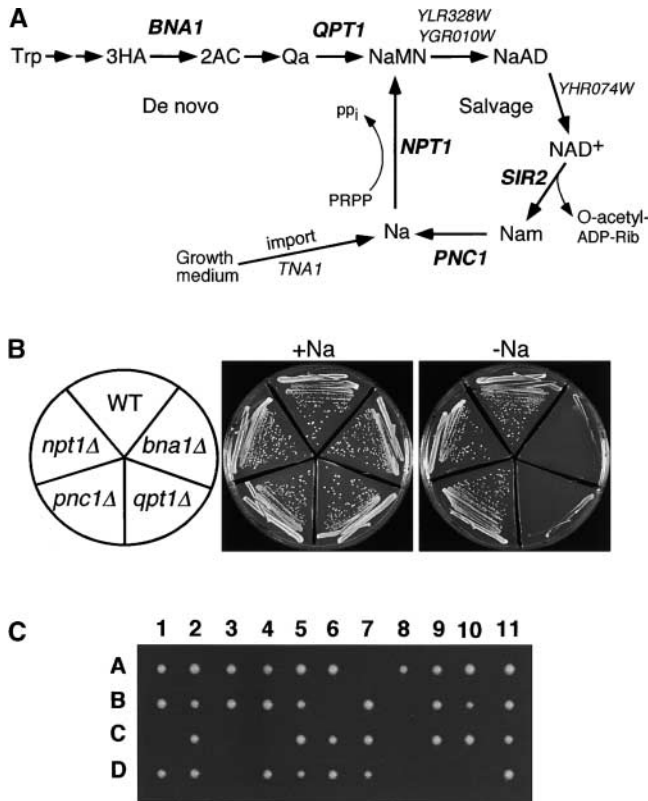 A
BNA1 QPT1 YLR328W
YGR010W
Trp 3HA 2AC Qa NaMN NaAD
De novo Salvage YHR074W
ppi
NPT1 NAD+
SIR2
PRPP
O-acetyl-
ADP-Rib
Na Nam
PNC1
import
Growth
medium
TNA1
B
+Na -Na
WT
npt1Δ bna1Δ
pnc1Δ qpt1Δ
C
1 2 3 4 5 6 7 8 9 10 11
A
B
C
D